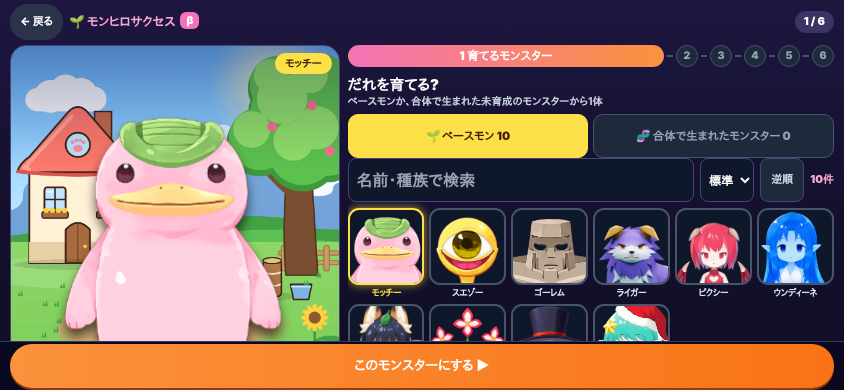 ← 戻る
🌱 モンヒロサクセス β
1 / 6
モッチー
1 育てるモンスター
2
3
4
5
6
だれを育てる?
ベースモンか、合体で生まれた未育成のモンスターから1体
🌱 ベースモン 10
🧬 合体で生まれたモンスター 0
名前・種族で検索
標準
逆順
10件
モッチー
スエゾー
ゴーレム
ライガー
ピクシー
ウンディーネ
このモンスターにする ▶